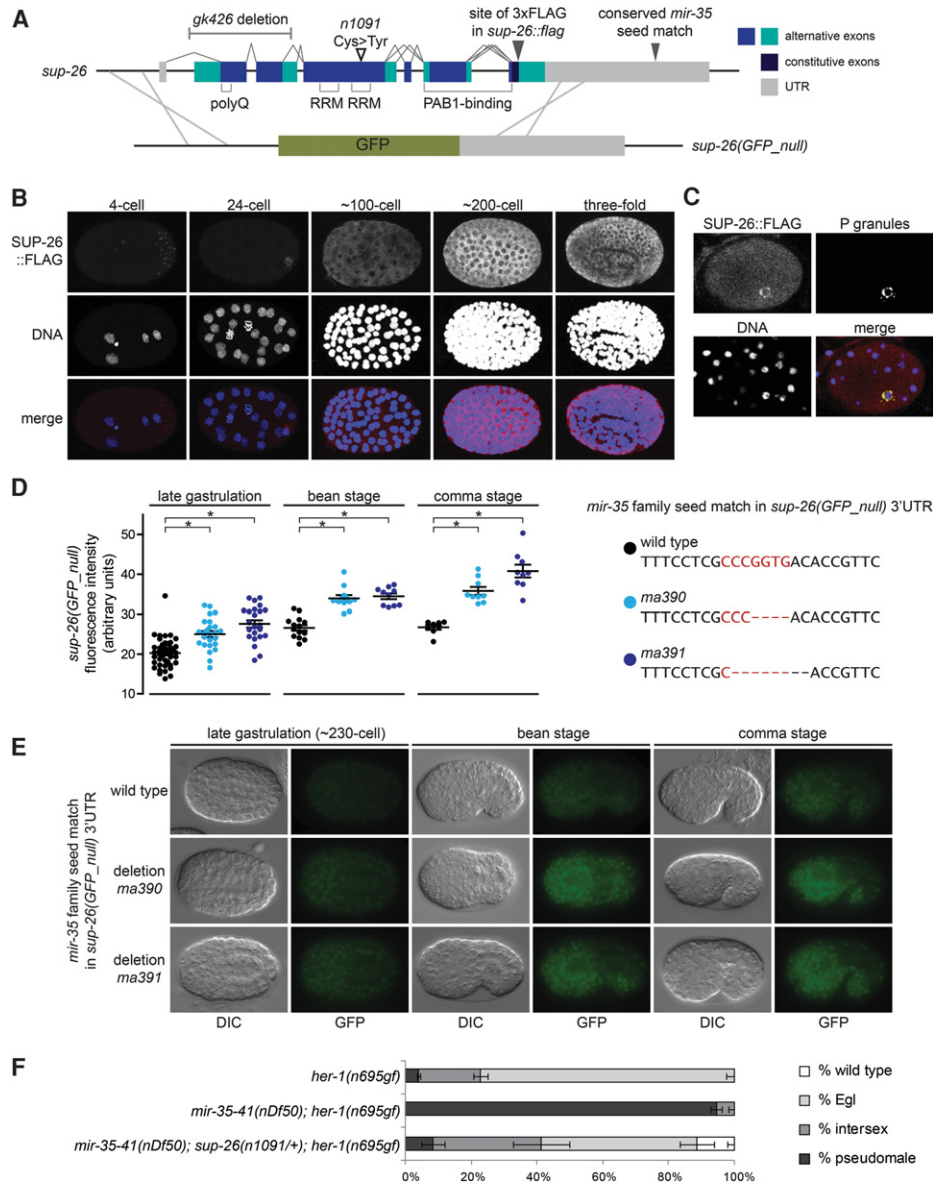 A
gk426 deletion
n1091
Cys>Tyr
site of 3xFLAG
in sup-26::flag
conserved mir-35
seed match
alternative exons
constitutive exons
UTR
sup-26
polyQ
RRM RRM
PAB1-binding
GFP
sup-26(GFP_null)
B
4-cell
24-cell
~100-cell
~200-cell
three-fold
SUP-26
::FLAG
DNA
merge
C
SUP-26::FLAG
P granules
DNA
merge
D
late gastrulation
bean stage
comma stage
* * * * * *
sup-26(GFP_null)
fluorescence intensity
(arbitrary units)
50
40
30
20
10
mir-35 family seed match in sup-26(GFP_null) 3'UTR
wild type
TTTCCTCGCCCGGTGACACCGTTC
ma390
TTTCCTCGCCC----ACACCGTTC
ma391
TTTCCTCGC--------ACCGTTC
E
late gastrulation (~230-cell)
bean stage
comma stage
mir-35 family seed match
in sup-26(GFP_null) 3'UTR
wild type
deletion
ma390
deletion
ma391
DIC
GFP
DIC
GFP
DIC
GFP
F
her-1(n695gf)
mir-35-41(nDf50); her-1(n695gf)
mir-35-41(nDf50); sup-26(n1091/+); her-1(n695gf)
0%
20%
40%
60%
80%
100%
% wild type
% Egl
% intersex
% pseudomale